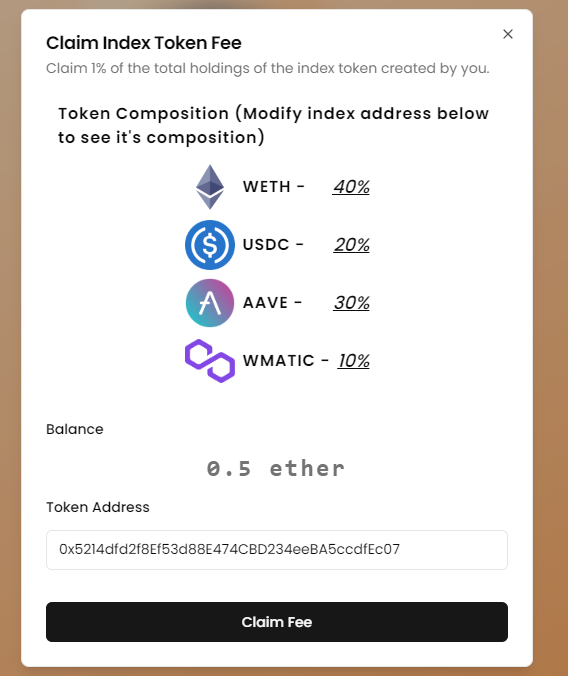 Claim Index Token Fee
Claim 1% of the total holdings of the index token created by you.
Token Composition (Modify index address below
to see it's composition)
WETH - 40%
USDC - 20%
AAVE - 30%
WMATIC - 10%
Balance
0.5 ether
Token Address
0x5214dfd2f8Ef53d88E474CBD234eeBA5ccdfEc07
Claim Fee